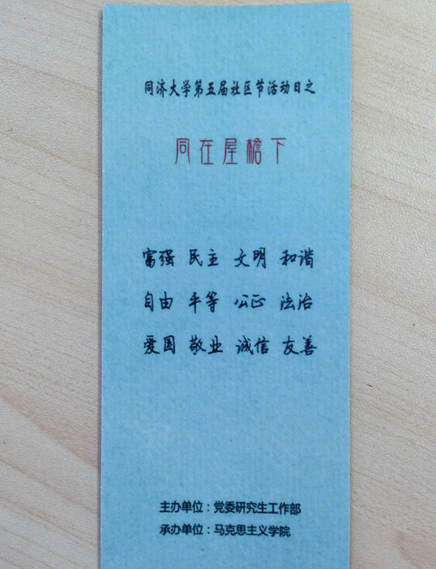 同济大学第五届社区节活动日之
同在屋檐下
富强 民主 文明 和谐
自由 平等 公正 法治
爱国 敬业 诚信 友善
主办单位：党委研究生工作部
承办单位：马克思主义学院